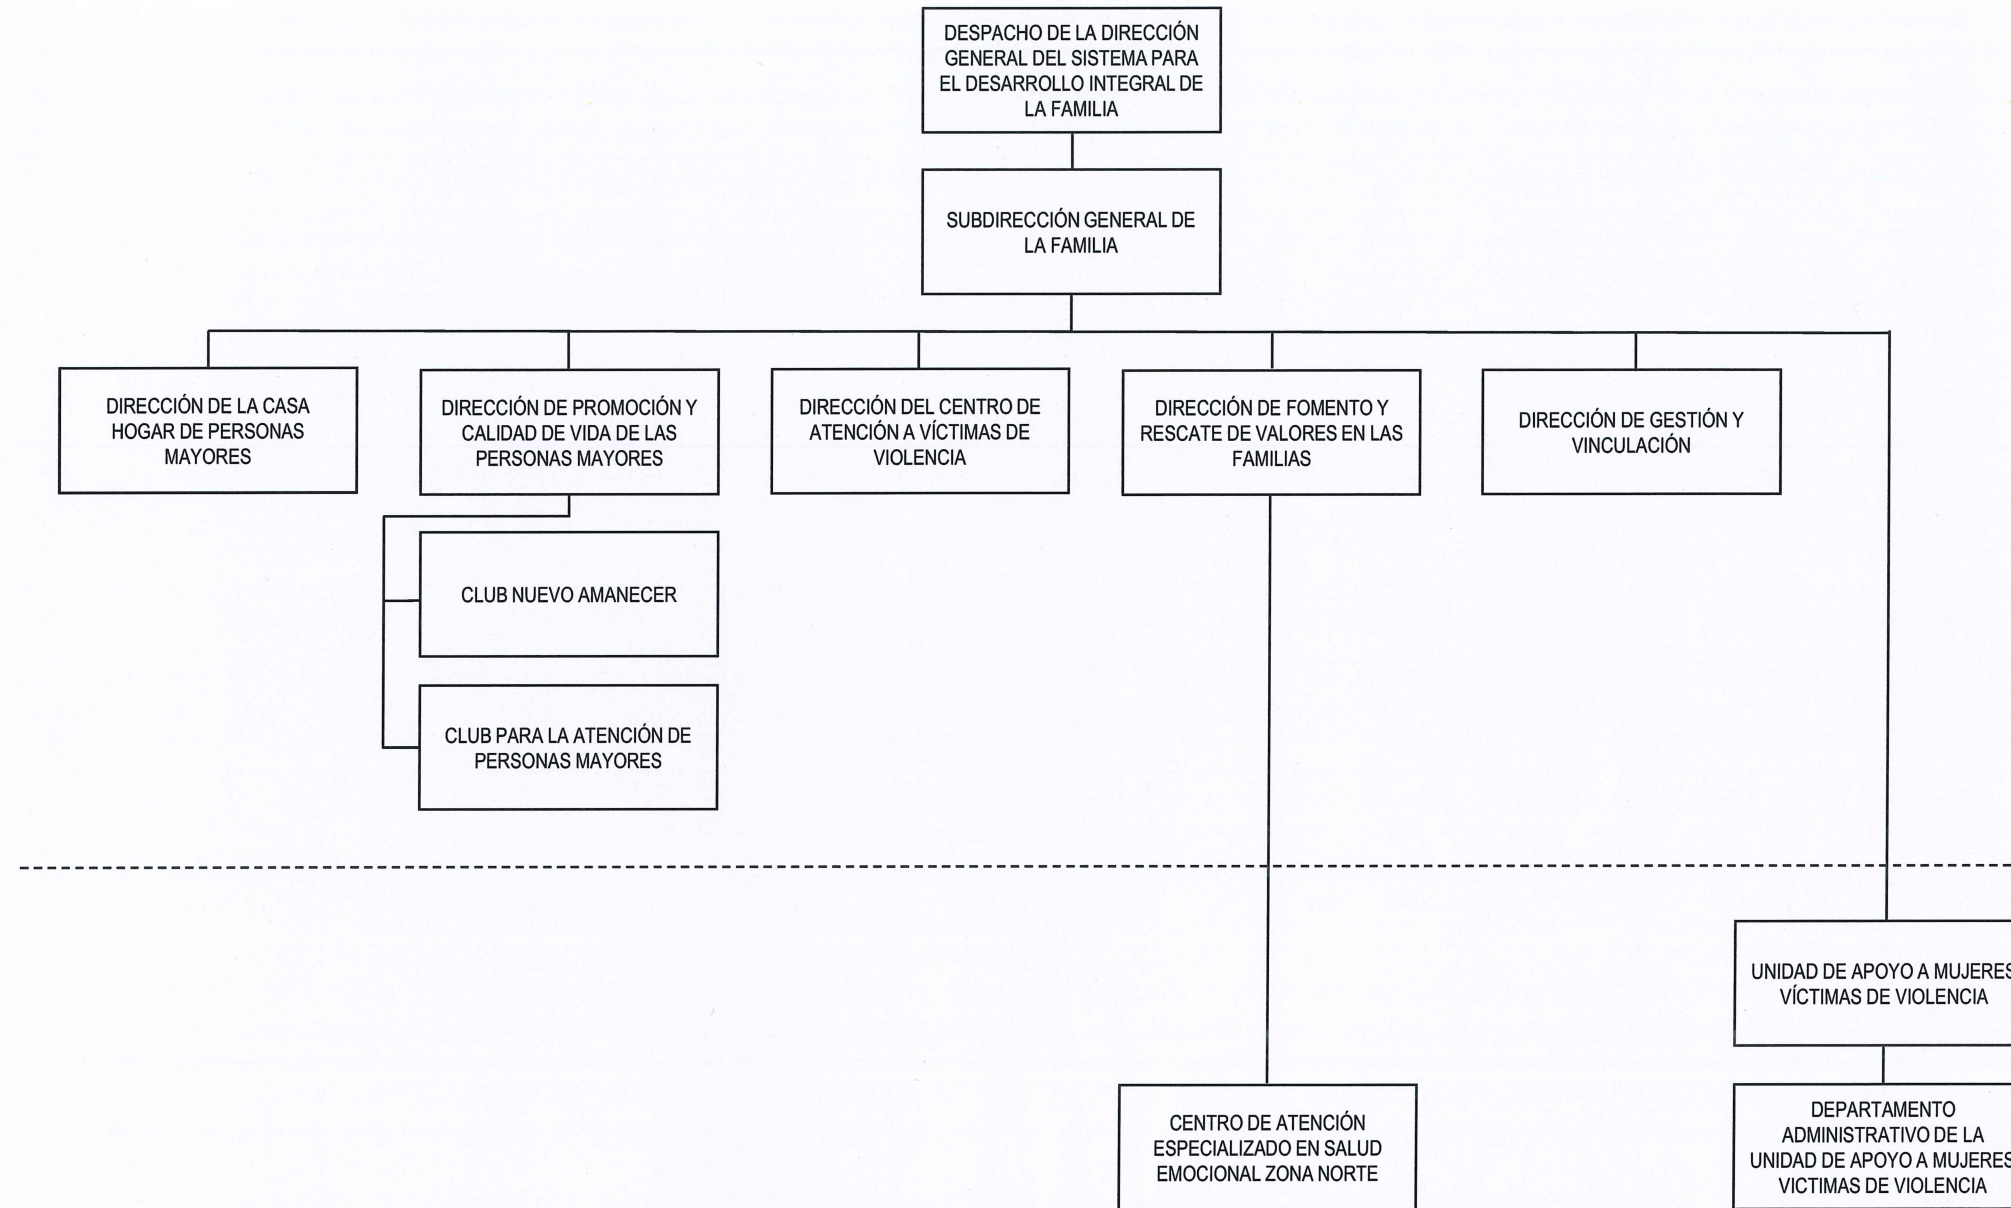 DESPACHO DE LA DIRECCIÓN
GENERAL DEL SISTEMA PARA
EL DESARROLLO INTEGRAL DE
LA FAMILIA
SUBDIRECCIÓN GENERAL DE
LA FAMILIA
DIRECCIÓN DE LA CASA
HOGAR DE PERSONAS
MAYORES
DIRECCIÓN DE PROMOCIÓN Y
CALIDAD DE VIDA DE LAS
PERSONAS MAYORES
DIRECCIÓN DEL CENTRO DE
ATENCIÓN A VÍCTIMAS DE
VIOLENCIA
DIRECCIÓN DE FOMENTO Y
RESCATE DE VALORES EN LAS
FAMILIAS
DIRECCIÓN DE GESTIÓN Y
VINCULACIÓN
CLUB NUEVO AMANECER
CLUB PARA LA ATENCIÓN DE
PERSONAS MAYORES
UNIDAD DE APOYO A MUJERES
VÍCTIMAS DE VIOLENCIA
CENTRO DE ATENCIÓN
ESPECIALIZADO EN SALUD
EMOCIONAL ZONA NORTE
DEPARTAMENTO
ADMINISTRATIVO DE LA
UNIDAD DE APOYO A MUJERES
VICTIMAS DE VIOLENCIA